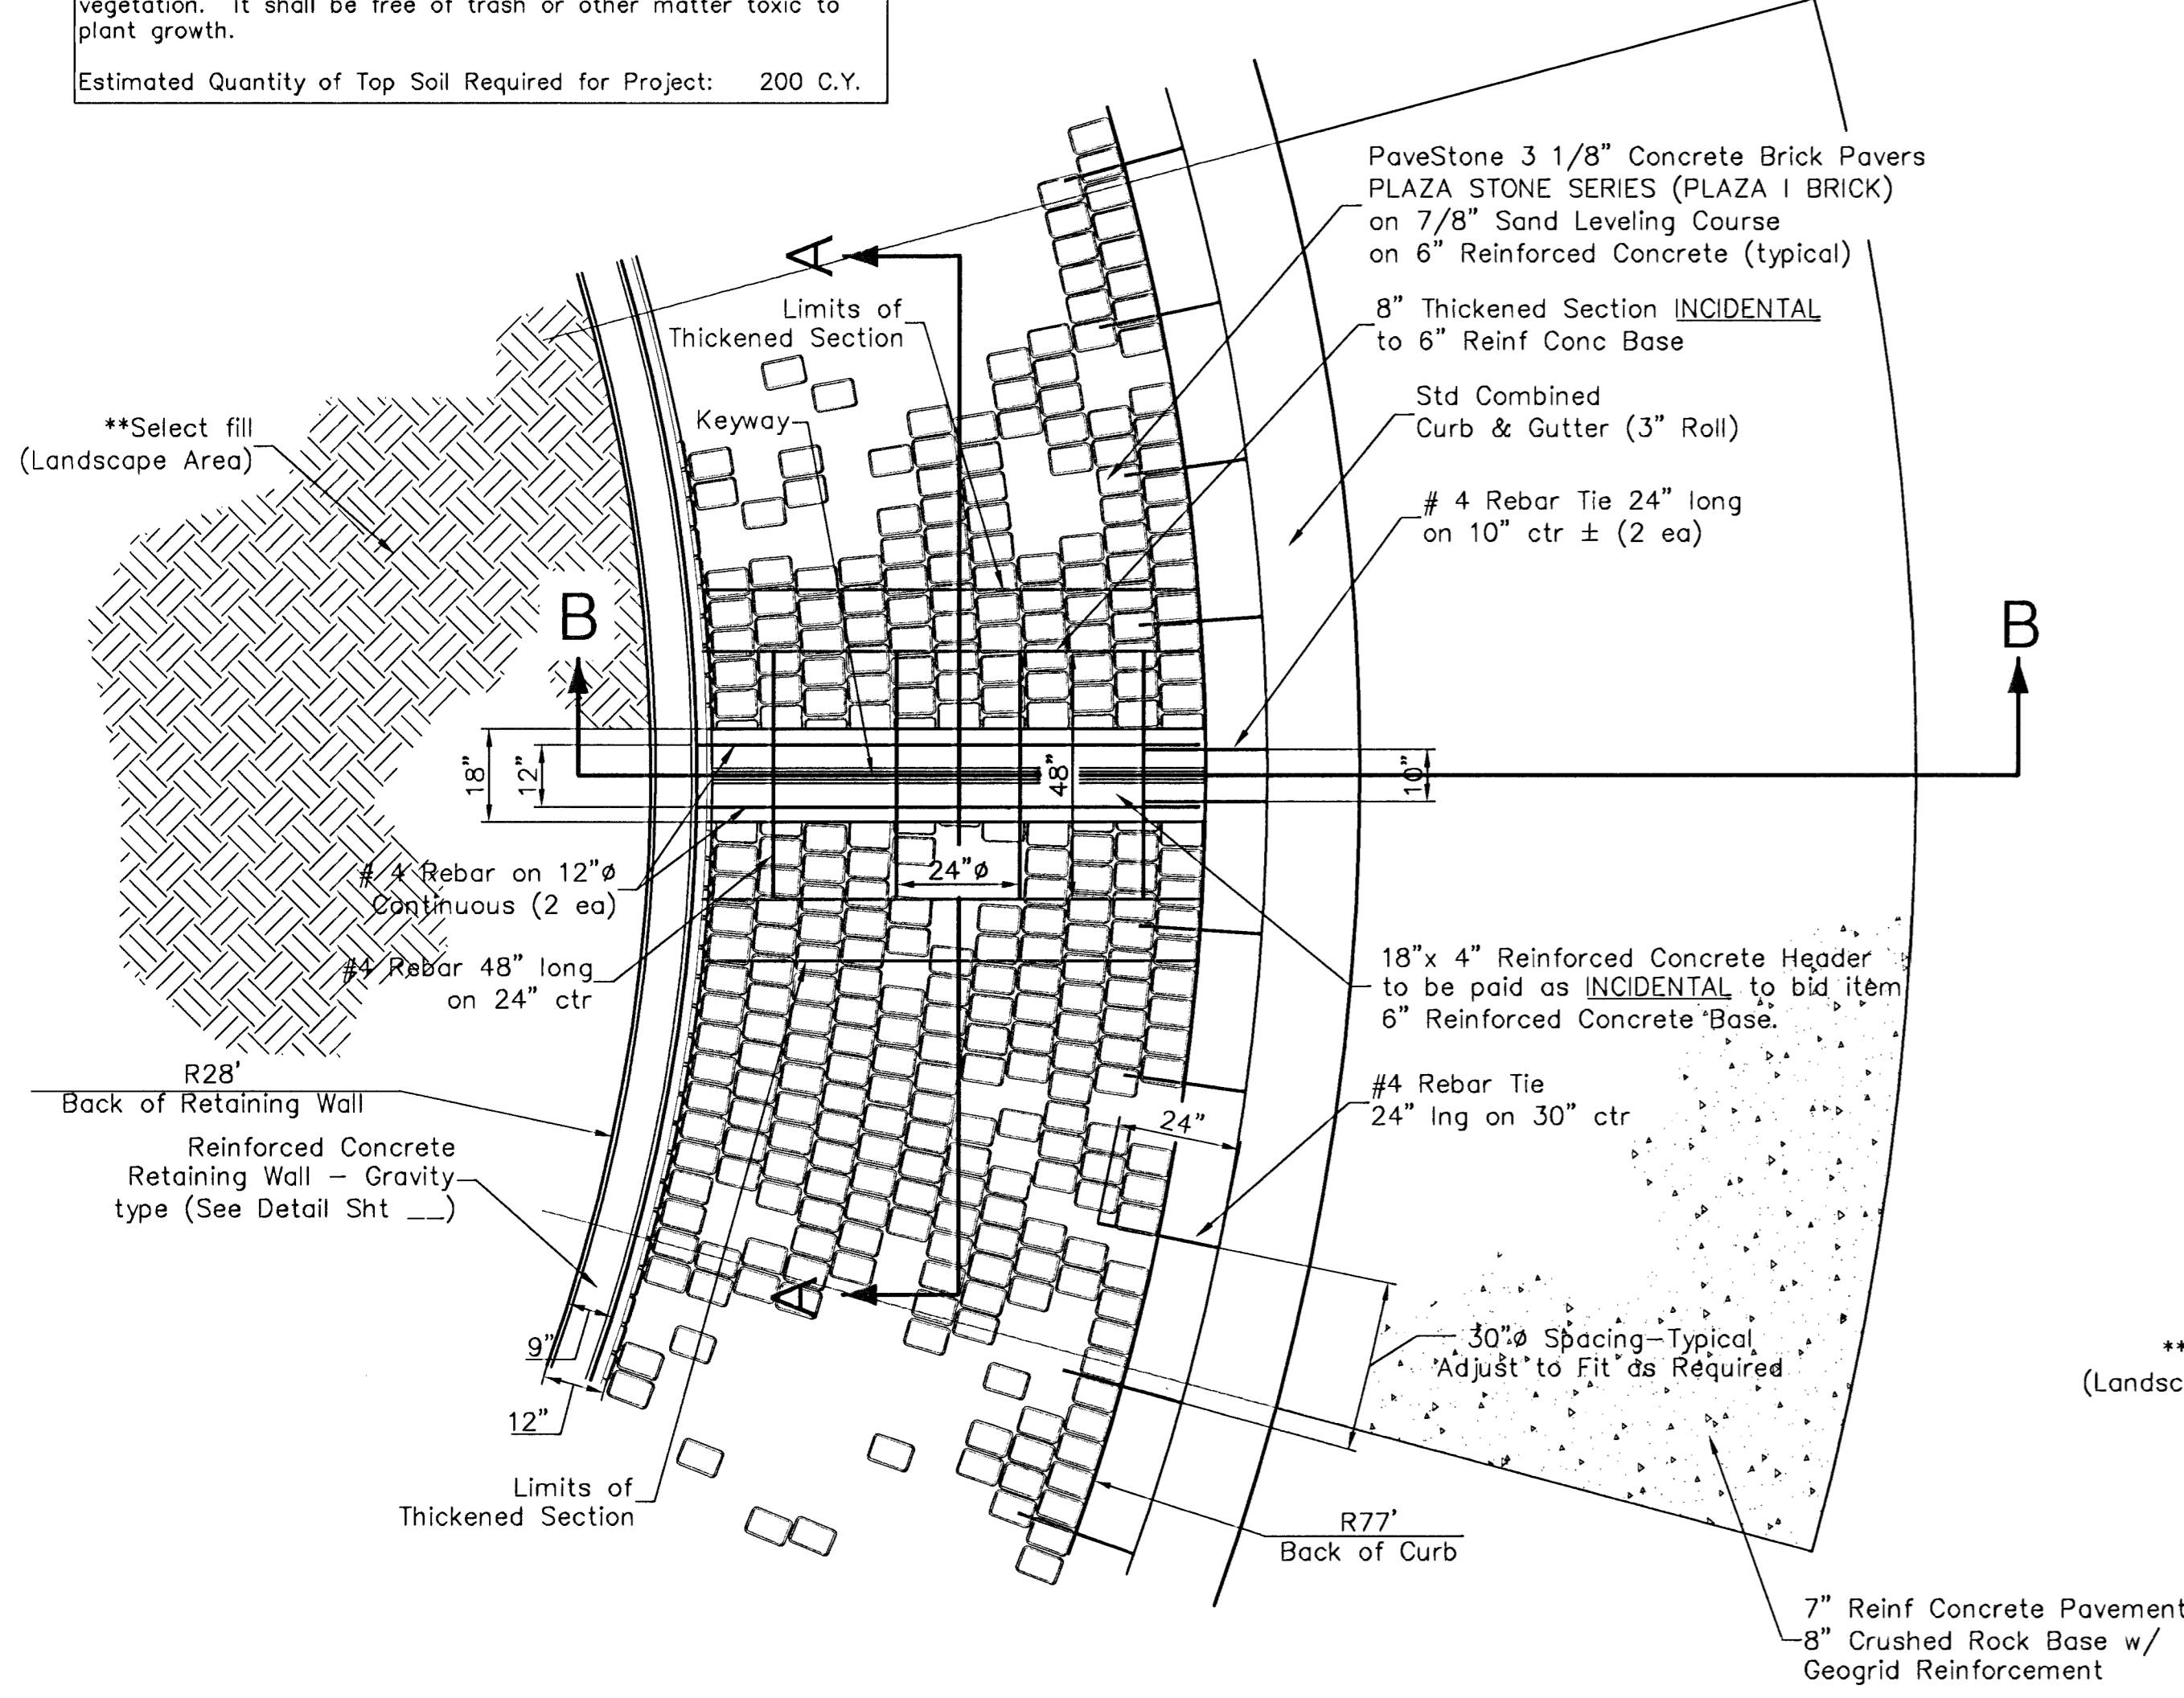 vegetation. It shall be free of trash or other matter toxic to
plant growth.
Estimated Quantity of Top Soil Required for Project: 200 C.Y.
PaveStone 3 1/8" Concrete Brick Pavers
PLAZA STONE SERIES (PLAZA I BRICK)
on 7/8" Sand Leveling Course
on 6" Reinforced Concrete (typical)
A
Limits of
Thickened Section
8" Thickened Section INCIDENTAL
to 6" Reinf Conc Base
Keyway
Std Combined
Curb & Gutter (3" Roll)
**Select fill
(Landscape Area)
# 4 Rebar Tie 24" long
on 10" ctr ± (2 ea)
B
B
18"
12"
48"
10"
24"ø
# 4 Rebar on 12"ø
Continuous (2 ea)
#4 Rebar 48" long
on 24" ctr
18"x 4" Reinforced Concrete Header
to be paid as INCIDENTAL to bid item
6" Reinforced Concrete Base.
R28'
Back of Retaining Wall
#4 Rebar Tie
24" lng on 30" ctr
24"
Reinforced Concrete
Retaining Wall – Gravity
type (See Detail Sht __)
A
9"
12"
30"ø Spacing–Typical
Adjust to Fit as Required
**
(Landsc
Limits of
Thickened Section
R77'
Back of Curb
7" Reinf Concrete Pavement
8" Crushed Rock Base w/
Geogrid Reinforcement